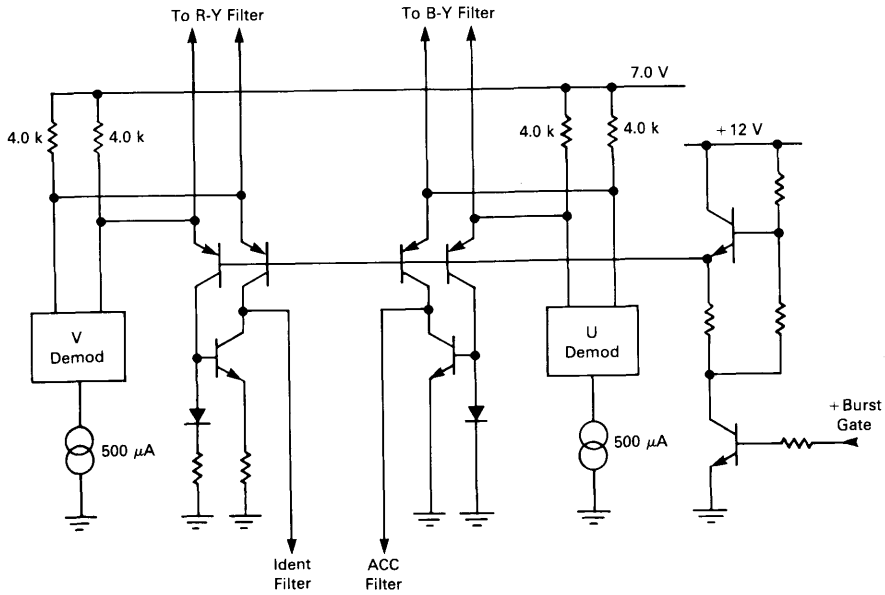 To R-Y Filter
To B-Y Filter
7.0 V
4.0 k
4.0 k
4.0 k
4.0 k
+12 V
V
Demod
U
Demod
+Burst
Gate
500 µA
500 µA
Ident
Filter
ACC
Filter